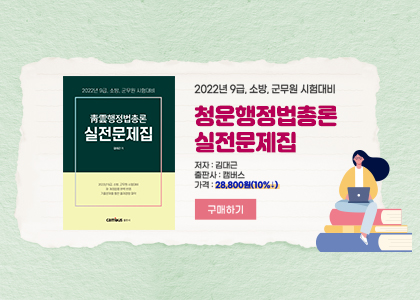 2022년 9급, 소방, 군무원 시험대비
靑雲행정법총론
실전문제집
campus
2022년 9급, 소방, 군무원 시험대비
청운행정법총론
실전문제집
저자 : 김대근
출판사 : 캠버스
가격 : 28,800원(10%↓)
구매하기